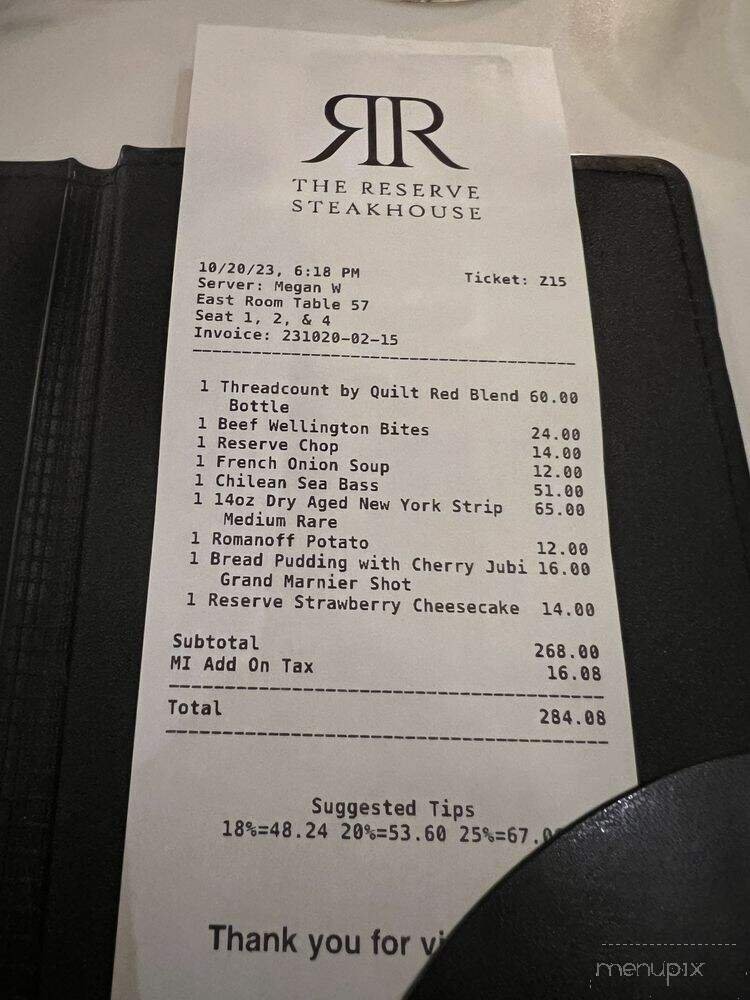 RR
THE RESERVE
STEAKHOUSE
10/20/23, 6:18 PM Ticket: Z15
Server: Megan W
East Room Table 57
Seat 1, 2, & 4
Invoice: 231020-02-15
1 Threadcount by Quilt Red Blend 60.00
Bottle
1 Beef Wellington Bites 24.00
1 Reserve Chop 14.00
1 French Onion Soup 12.00
1 Chilean Sea Bass 51.00
1 14oz Dry Aged New York Strip 65.00
Medium Rare
1 Romanoff Potato 12.00
1 Bread Pudding with Cherry Jubi 16.00
Grand Marnier Shot
1 Reserve Strawberry Cheesecake 14.00
Subtotal 268.00
MI Add On Tax 16.08
Total 284.08
Suggested Tips
18%=48.24 20%=53.60 25%=67.0
Thank you for vi
menupix